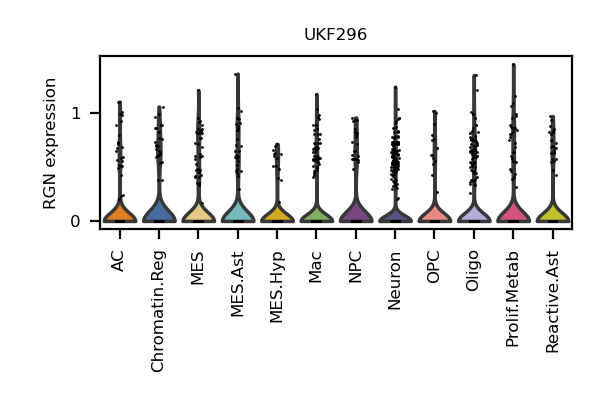 UKF296
RGN expression
1
0
AC
Chromatin.Reg
MES
MES.Ast
MES.Hyp
Mac
NPC
Neuron
OPC
Oligo
Prolif.Metab
Reactive.Ast